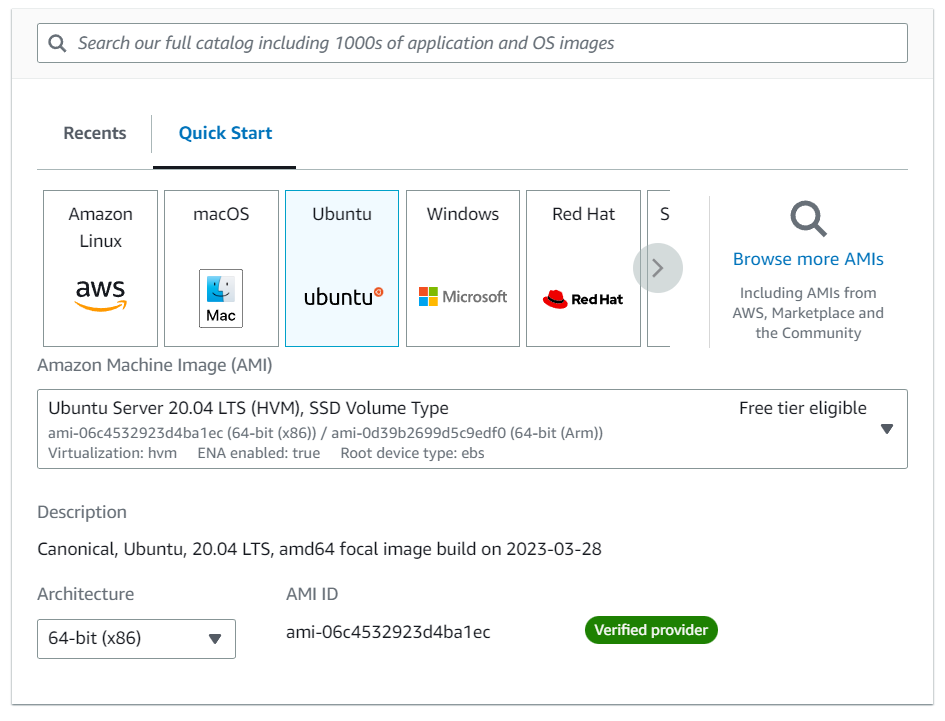 Search our full catalog including 1000s of application and OS images
Recents
Quick Start
Amazon
Linux
aws
macOS
Mac
Ubuntu
ubuntu
Windows
Microsoft
Red Hat
Red Hat
S
Browse more AMIs
Including AMIs from
AWS, Marketplace and
the Community
Amazon Machine Image (AMI)
Ubuntu Server 20.04 LTS (HVM), SSD Volume Type
Free tier eligible
ami-06c4532923d4ba1ec (64-bit (x86)) / ami-0d39b2699d5c9edf0 (64-bit (Arm))
Virtualization: hvm ENA enabled: true Root device type: ebs
Description
Canonical, Ubuntu, 20.04 LTS, amd64 focal image build on 2023-03-28
Architecture
AMI ID
64-bit (x86)
ami-06c4532923d4ba1ec
Verified provider